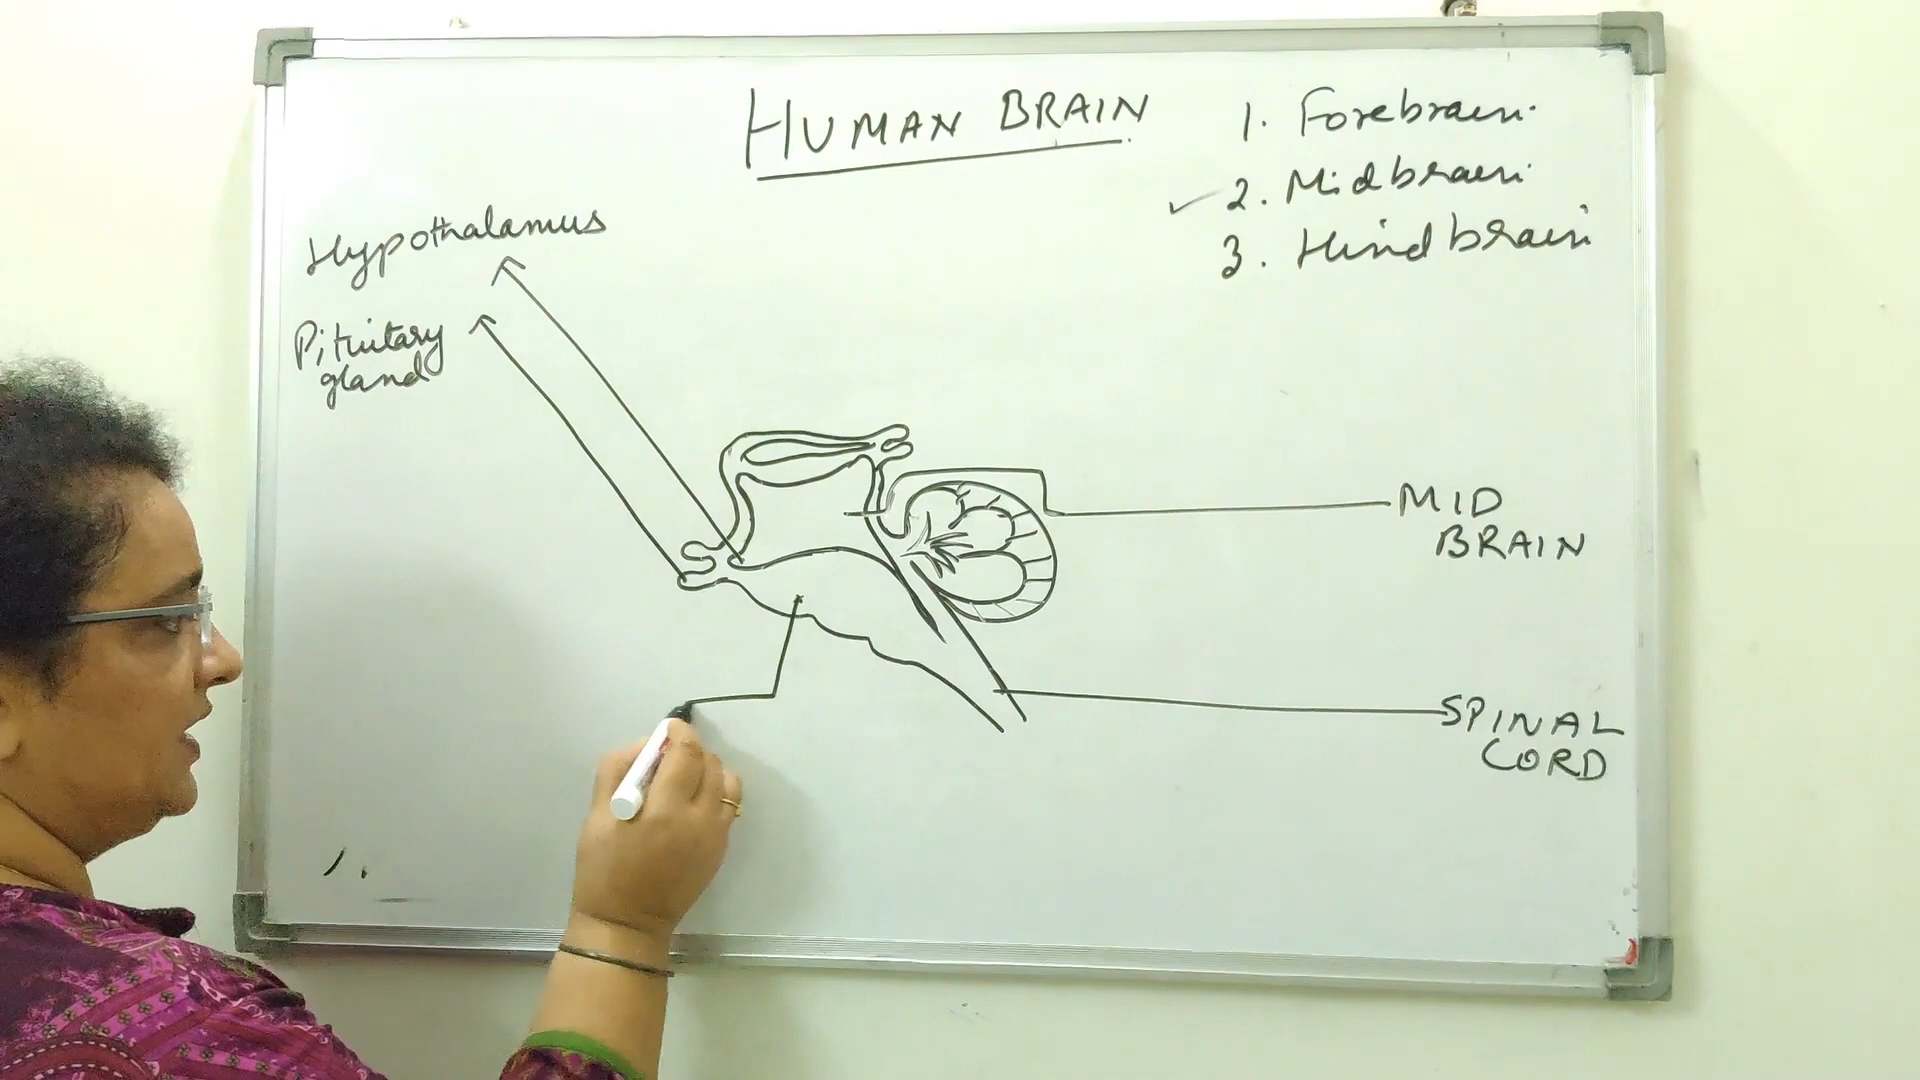 HUMAN BRAIN
1. Forebrain
2. Midbrain
3. Hindbrain
Hypothalamus
Pituitary
gland
MID
BRAIN
SPINAL
CORD